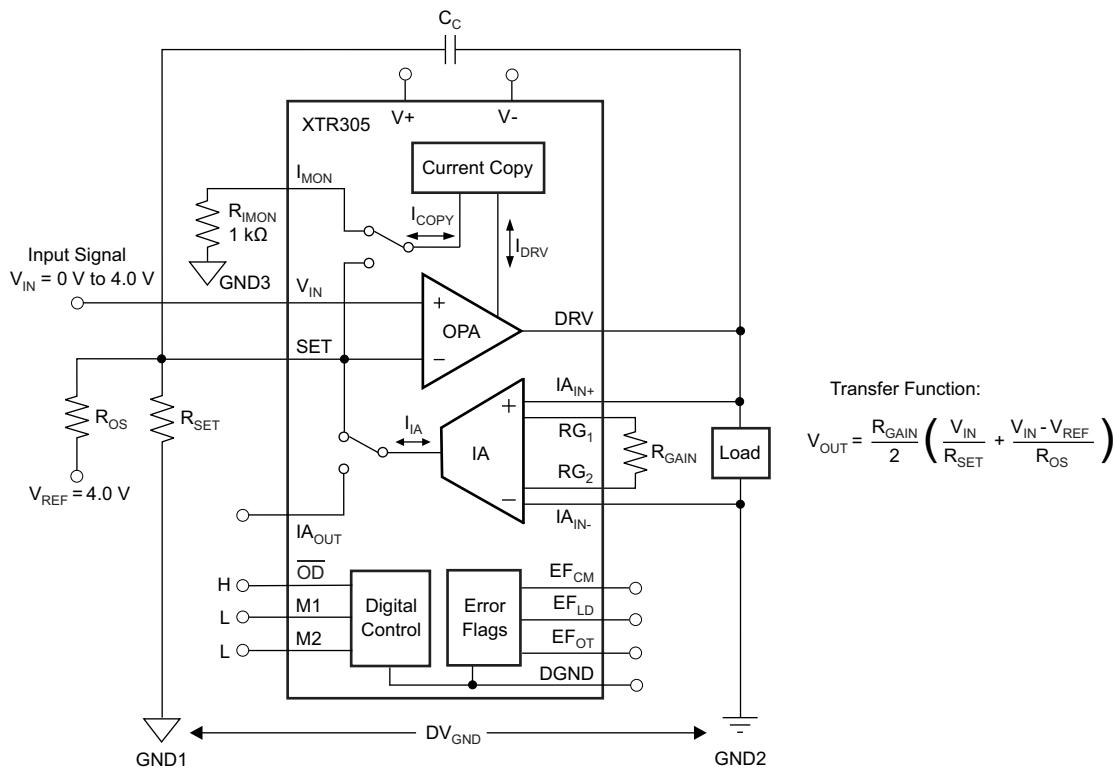 C_C
V+
V-
XTR305
Current Copy
I_MON
R_IMON
1 kΩ
GND3
I_COPY
I_DRV
Input Signal
V_IN = 0 V to 4.0 V
V_IN
+
OPA
–
DRV
SET
IA_IN+
RG_1
+
I_IA
IA
R_GAIN
Load
RG_2
–
IA_IN-
R_OS
R_SET
V_REF = 4.0 V
IA_OUT
Transfer Function:
V_OUT = R_GAIN/2 ( V_IN/R_SET + V_IN - V_REF/R_OS )
H
O̅D̅
L
M1
L
M2
Digital
Control
Error
Flags
EF_CM
EF_LD
EF_OT
DGND
GND1
DV_GND
GND2